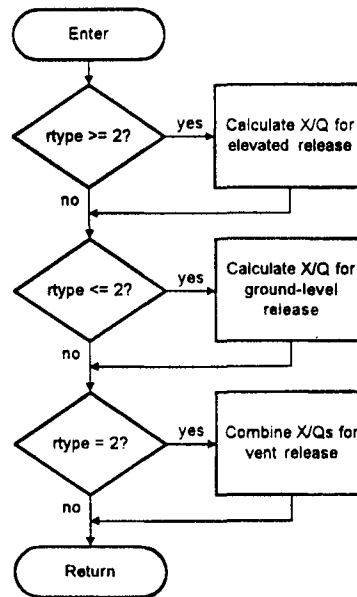 Enter
rtype >= 2?
yes
Calculate X/Q for
elevated release
no
rtype <= 2?
yes
Calculate X/Q for
ground-level
release
no
rtype = 2?
yes
Combine X/Qs for
vent release
no
Return